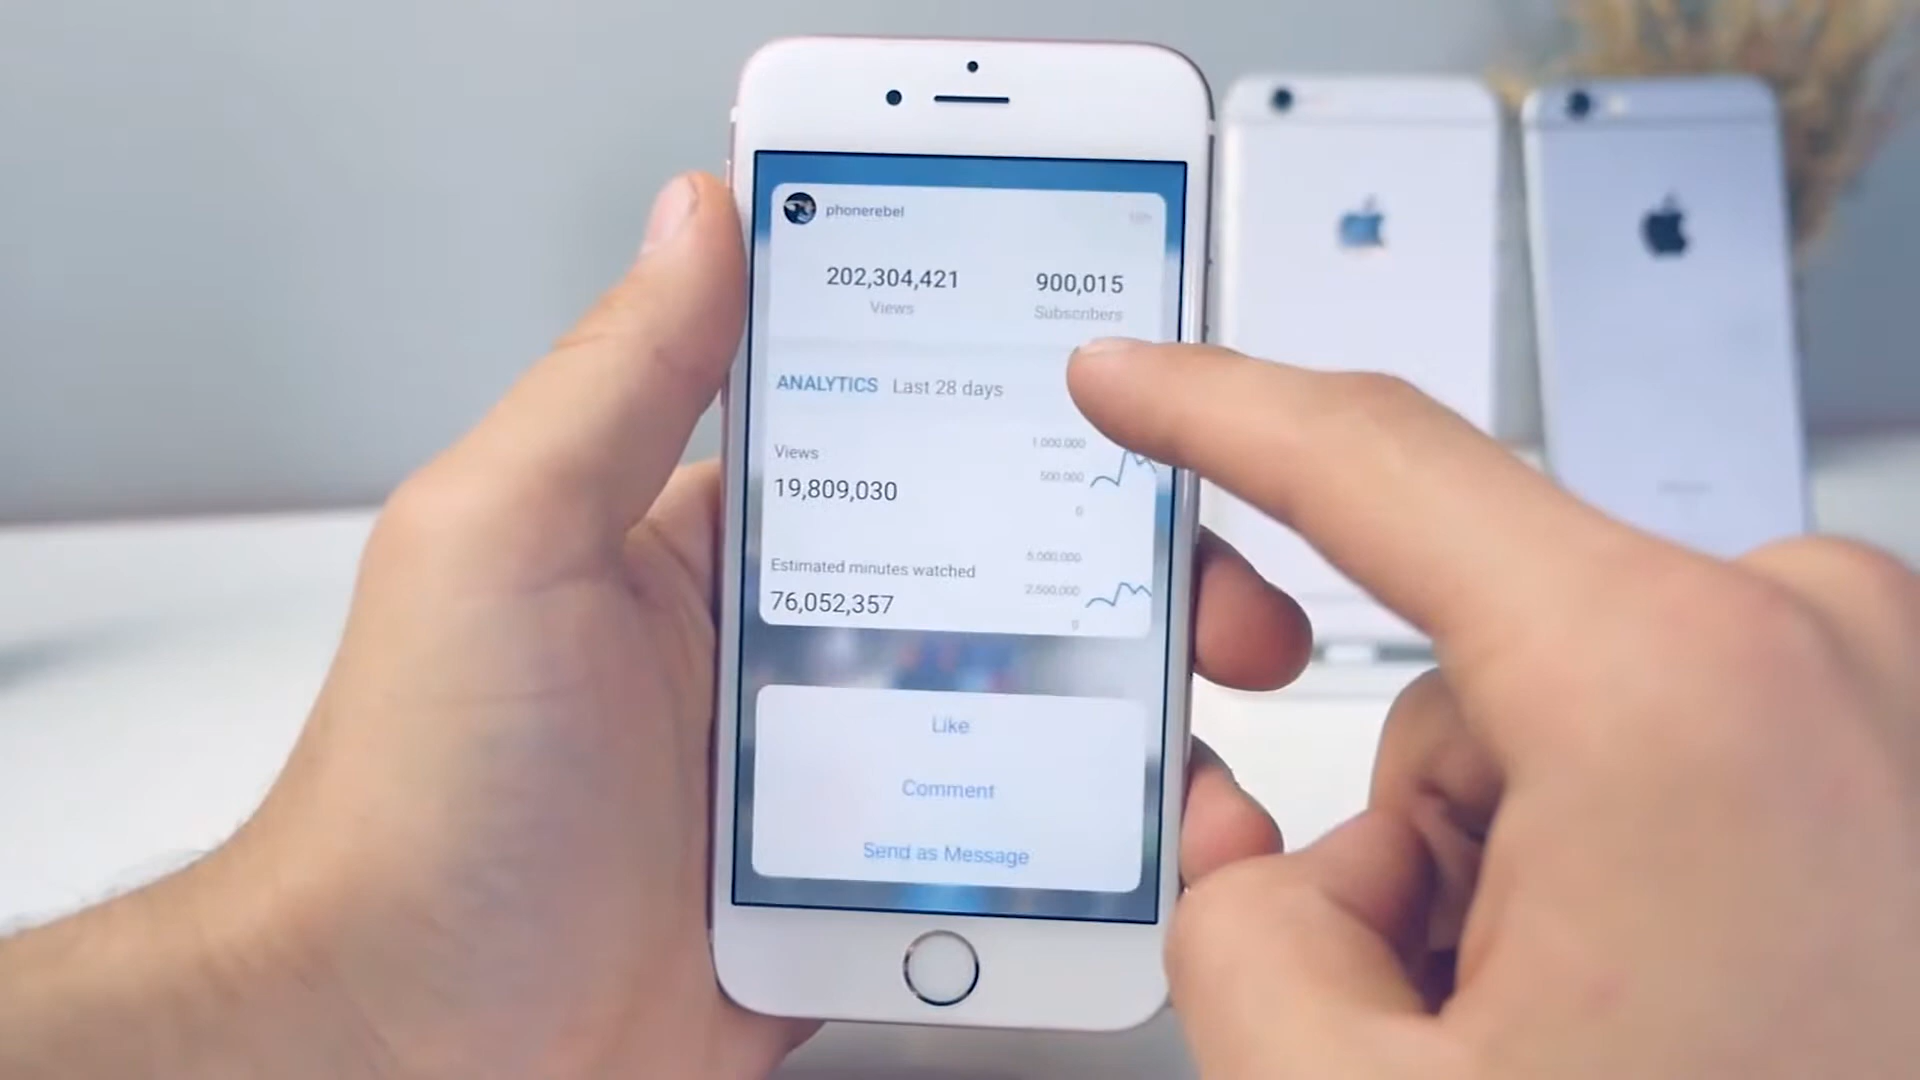 phonerebel
202,304,421 900,015
Views Subscribers
ANALYTICS Last 28 days
Views
19,809,030
1,000,000
500,000
0
Estimated minutes watched
76,052,357
5,000,000
2,500,000
0
Like
Comment
Send as Message